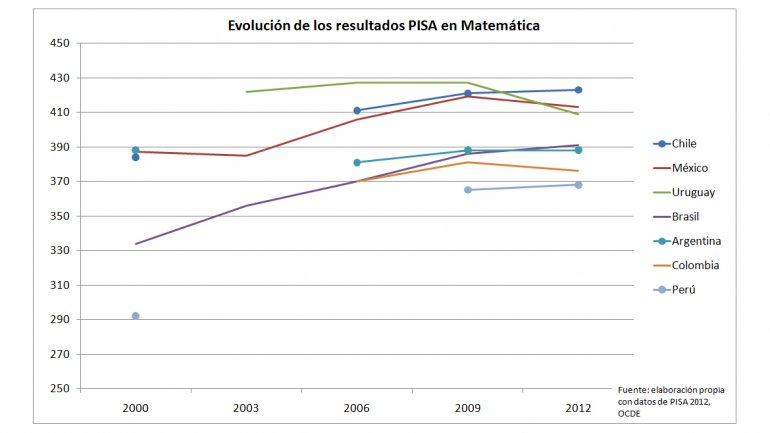 Evolución de los resultados PISA en Matemática
450
430
410
390
370
350
330
310
290
270
250
2000
2003
2006
2009
2012
Chile
México
Uruguay
Brasil
Argentina
Colombia
Perú
Fuente: elaboración propia
con datos de PISA 2012,
OCDE